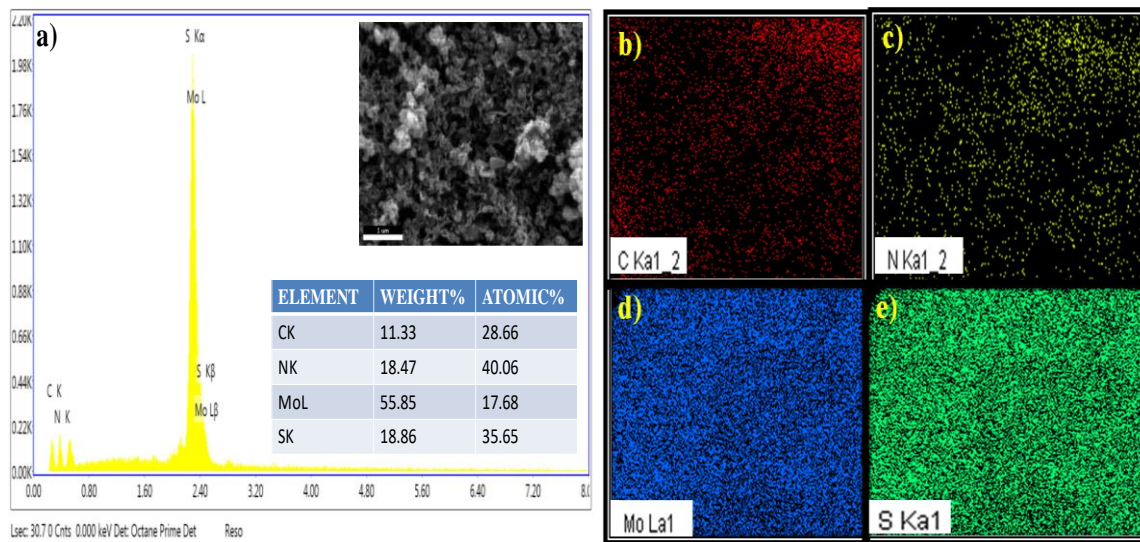 a)
2.20K
1.98K
1.76K
1.54K
1.32K
1.10K
0.88K
0.66K
0.44K
0.22K
0.00K
0.00 0.80 1.60 2.40 3.20 4.00 4.80 5.60 6.40 7.20 8.0
S Kα
Mo L
S Kβ
Mo Lβ
C K
N K
K
1 um
ELEMENT WEIGHT% ATOMIC%
CK 11.33 28.66
NK 18.47 40.06
MoL 55.85 17.68
SK 18.86 35.65
Lsec: 30.7 0 Cnts 0.000 keV Det: Octane Prime Det Reso
b)
C Ka1_2
c)
N Ka1_2
d)
Mo La1
e)
S Ka1